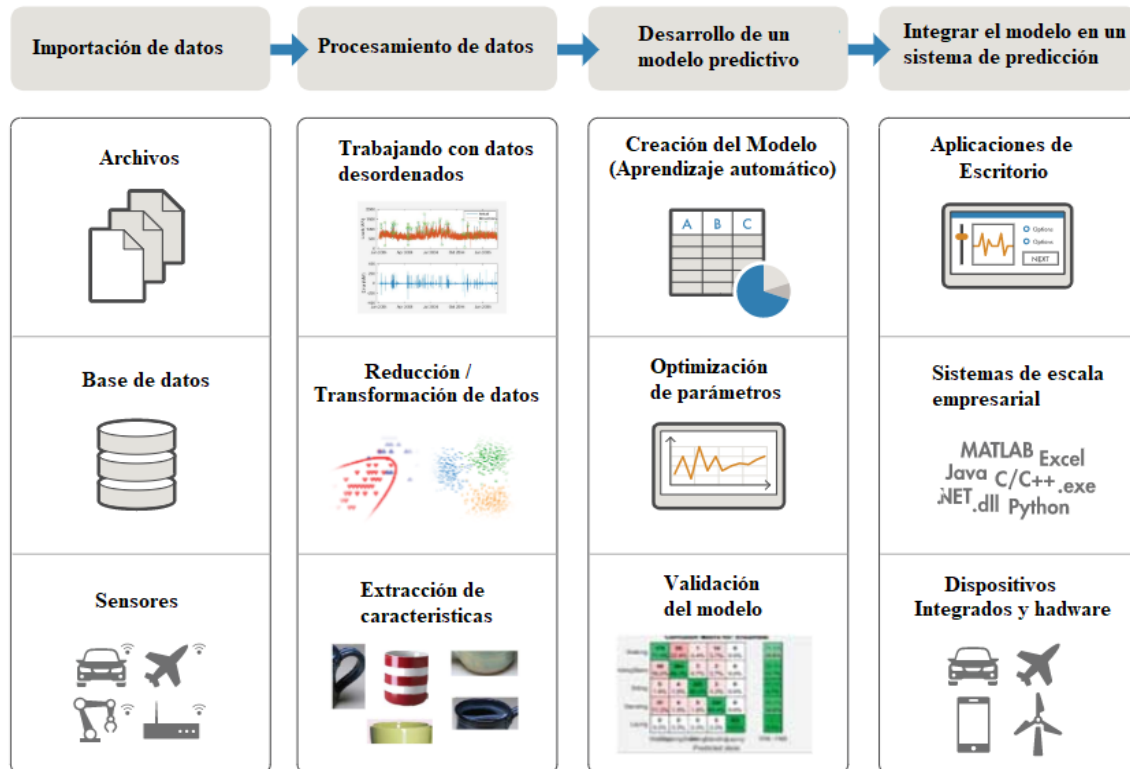 Importación de datos
Procesamiento de datos
Desarrollo de un
modelo predictivo
Integrar el modelo en un
sistema de predicción
Archivos
Base de datos
Sensores
Trabajando con datos
desordenados
Reducción /
Transformación de datos
Extracción de
caracteristicas
Creación del Modelo
(Aprendizaje automático)
A B C
Optimización
de parámetros
Validación
del modelo
Aplicaciones de
Escritorio
Options
Options
NEXT
Sistemas de escala
empresarial
MATLAB Excel
Java C/C++ .exe
.NET .dll Python
Dispositivos
Integrados y hadware